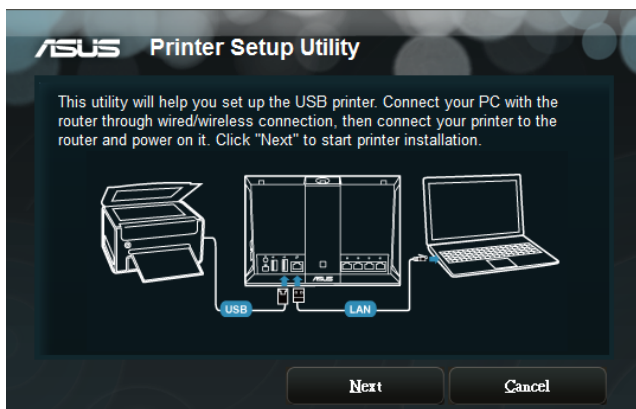 ASUS Printer Setup Utility
This utility will help you set up the USB printer. Connect your PC with the
router through wired/wireless connection, then connect your printer to the
router and power on it. Click "Next" to start printer installation.
ASUS
USB LAN
Next Cancel